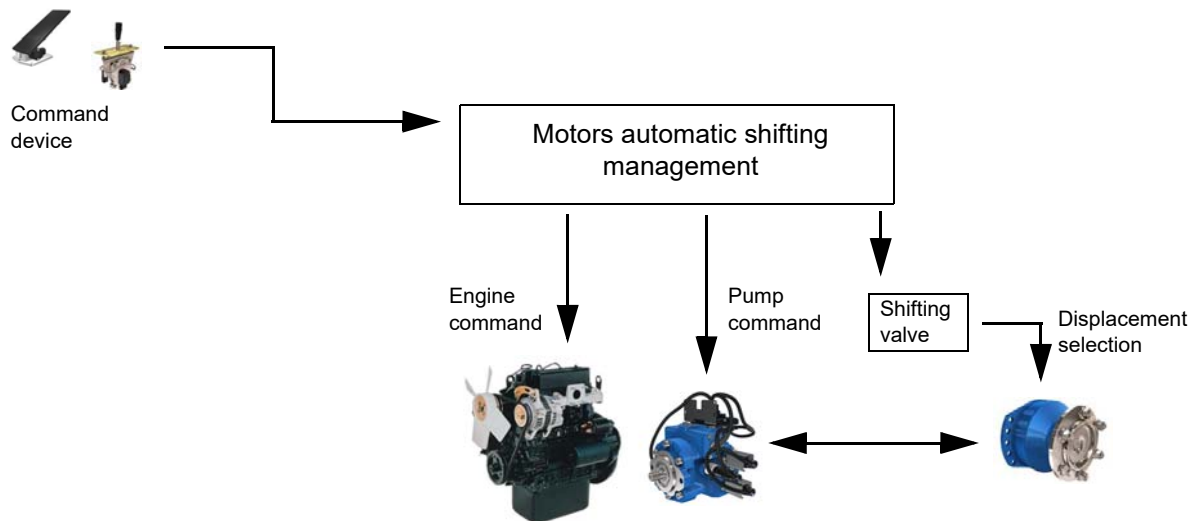 Command
device
Motors automatic shifting
management
Engine
command
Pump
command
Shifting
valve
Displacement
selection